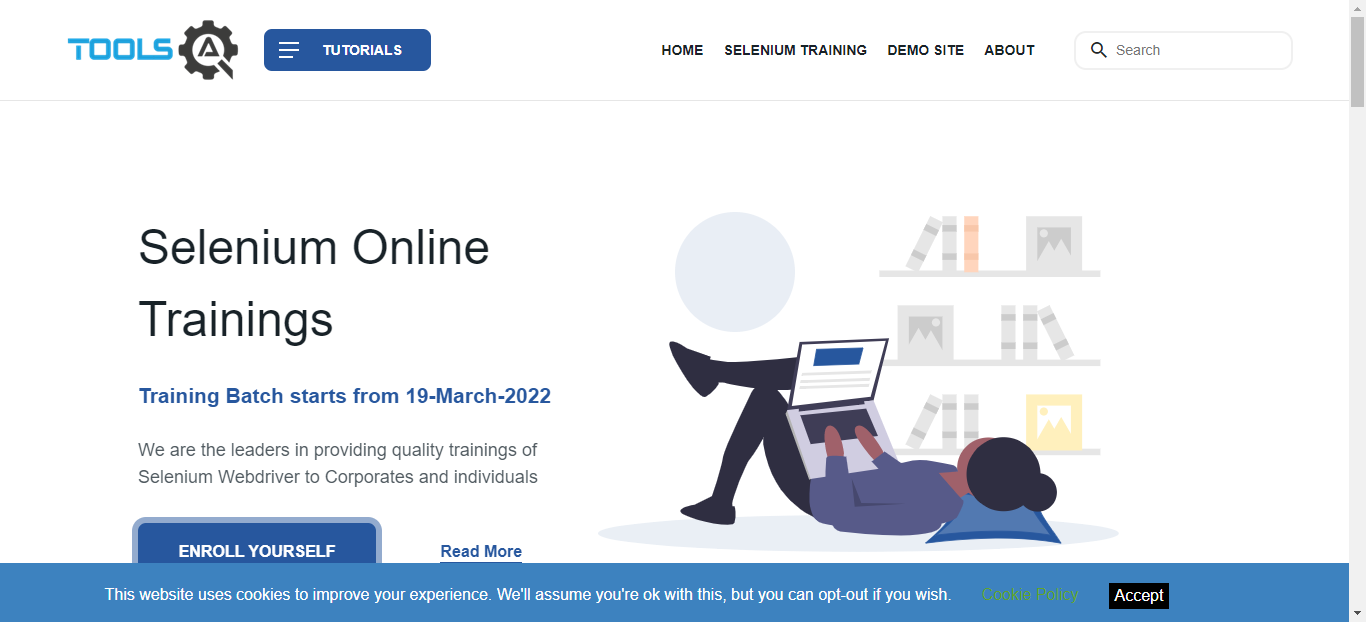 TOOLS QA
TUTORIALS
HOME
SELENIUM TRAINING
DEMO SITE
ABOUT
Search
Selenium Online
Trainings
Training Batch starts from 19-March-2022
We are the leaders in providing quality trainings of
Selenium Webdriver to Corporates and individuals
ENROLL YOURSELF
Read More
This website uses cookies to improve your experience. We'll assume you're ok with this, but you can opt-out if you wish.
Cookie Policy
Accept